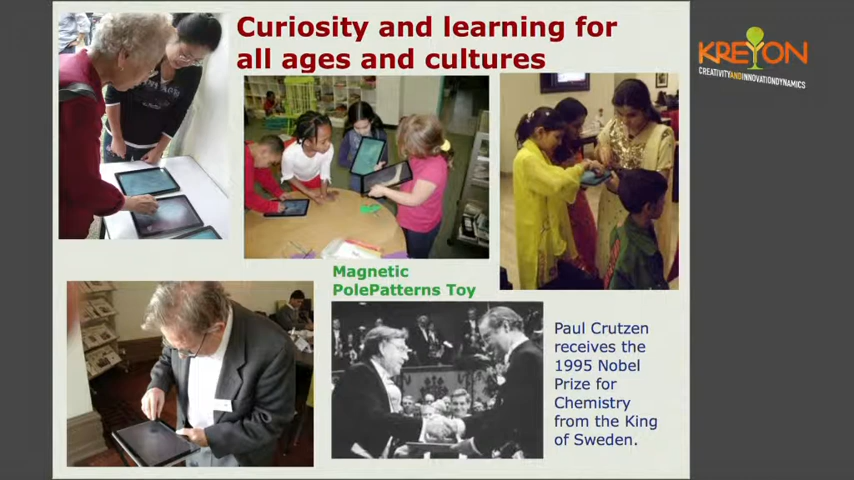 Curiosity and learning for
all ages and cultures
KREYON
CREATIVITYANDINNOVATIONDYNAMICS
Magnetic
PolePatterns Toy
Paul Crutzen
receives the
1995 Nobel
Prize for
Chemistry
from the King
of Sweden.